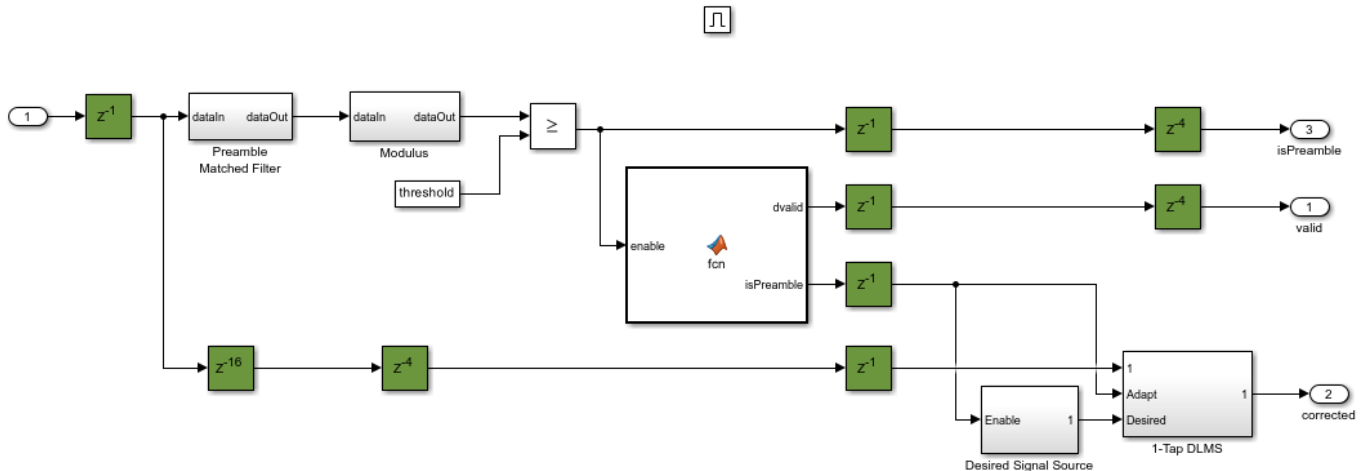 1
z-1
dataIn dataOut
Preamble
Matched Filter
dataIn dataOut
Modulus
≥
threshold
z-1
z-4
3
isPreamble
enable
dvalid
isPreamble
fcn
z-1
z-4
1
valid
z-1
z-16
z-4
z-1
Enable 1
Desired Signal Source
1
Adapt
Desired
1
1-Tap DLMS
2
corrected